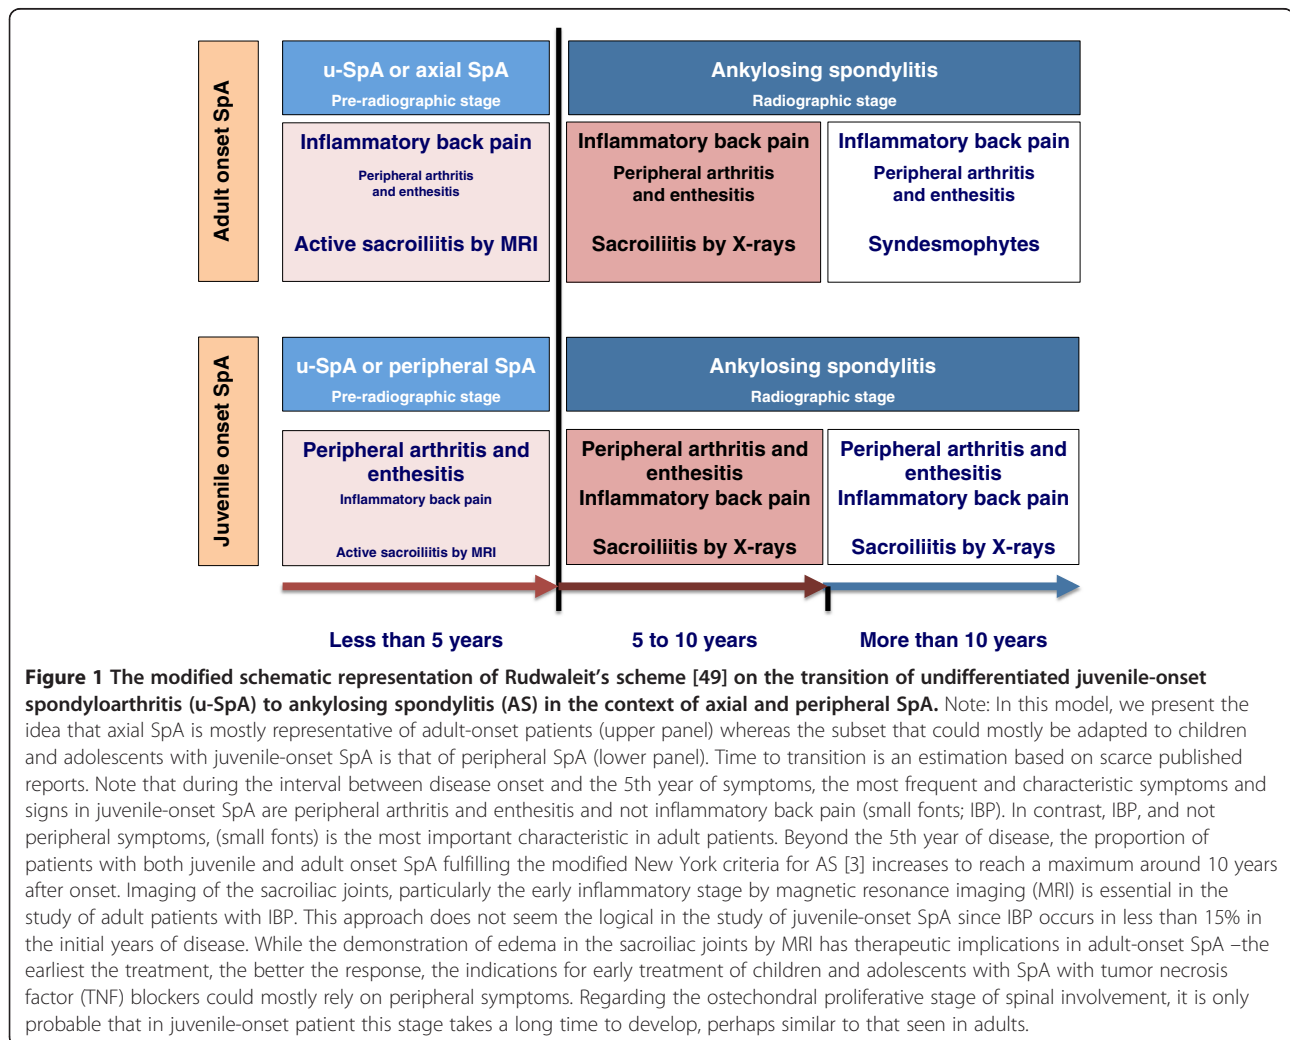 Adult onset SpA
u-SpA or axial SpA
Pre-radiographic stage
Ankylosing spondylitis
Radiographic stage
Inflammatory back pain
Peripheral arthritis
and enthesitis
Active sacroiliitis by MRI
Inflammatory back pain
Peripheral arthritis
and enthesitis
Sacroiliitis by X-rays
Inflammatory back pain
Peripheral arthritis
and enthesitis
Syndesmophytes
Juvenile onset SpA
u-SpA or peripheral SpA
Pre-radiographic stage
Ankylosing spondylitis
Radiographic stage
Peripheral arthritis and
enthesitis
Inflammatory back pain
Active sacroiliitis by MRI
Peripheral arthritis and
enthesitis
Inflammatory back pain
Sacroiliitis by X-rays
Peripheral arthritis and
enthesitis
Inflammatory back pain
Sacroiliitis by X-rays
Less than 5 years
5 to 10 years
More than 10 years
Figure 1 The modified schematic representation of Rudwaleit's scheme [49] on the transition of undifferentiated juvenile-onset
spondyloarthritis (u-SpA) to ankylosing spondylitis (AS) in the context of axial and peripheral SpA. Note: In this model, we present the
idea that axial SpA is mostly representative of adult-onset patients (upper panel) whereas the subset that could mostly be adapted to children
and adolescents with juvenile-onset SpA is that of peripheral SpA (lower panel). Time to transition is an estimation based on scarce published
reports. Note that during the interval between disease onset and the 5th year of symptoms, the most frequent and characteristic symptoms and
signs in juvenile-onset SpA are peripheral arthritis and enthesitis and not inflammatory back pain (small fonts; IBP). In contrast, IBP, and not
peripheral symptoms, (small fonts) is the most important characteristic in adult patients. Beyond the 5th year of disease, the proportion of
patients with both juvenile and adult onset SpA fulfilling the modified New York criteria for AS [3] increases to reach a maximum around 10 years
after onset. Imaging of the sacroiliac joints, particularly the early inflammatory stage by magnetic resonance imaging (MRI) is essential in the
study of adult patients with IBP. This approach does not seem the logical in the study of juvenile-onset SpA since IBP occurs in less than 15% in
the initial years of disease. While the demonstration of edema in the sacroiliac joints by MRI has therapeutic implications in adult-onset SpA –the
earliest the treatment, the better the response, the indications for early treatment of children and adolescents with SpA with tumor necrosis
factor (TNF) blockers could mostly rely on peripheral symptoms. Regarding the ostechondral proliferative stage of spinal involvement, it is only
probable that in juvenile-onset patient this stage takes a long time to develop, perhaps similar to that seen in adults.